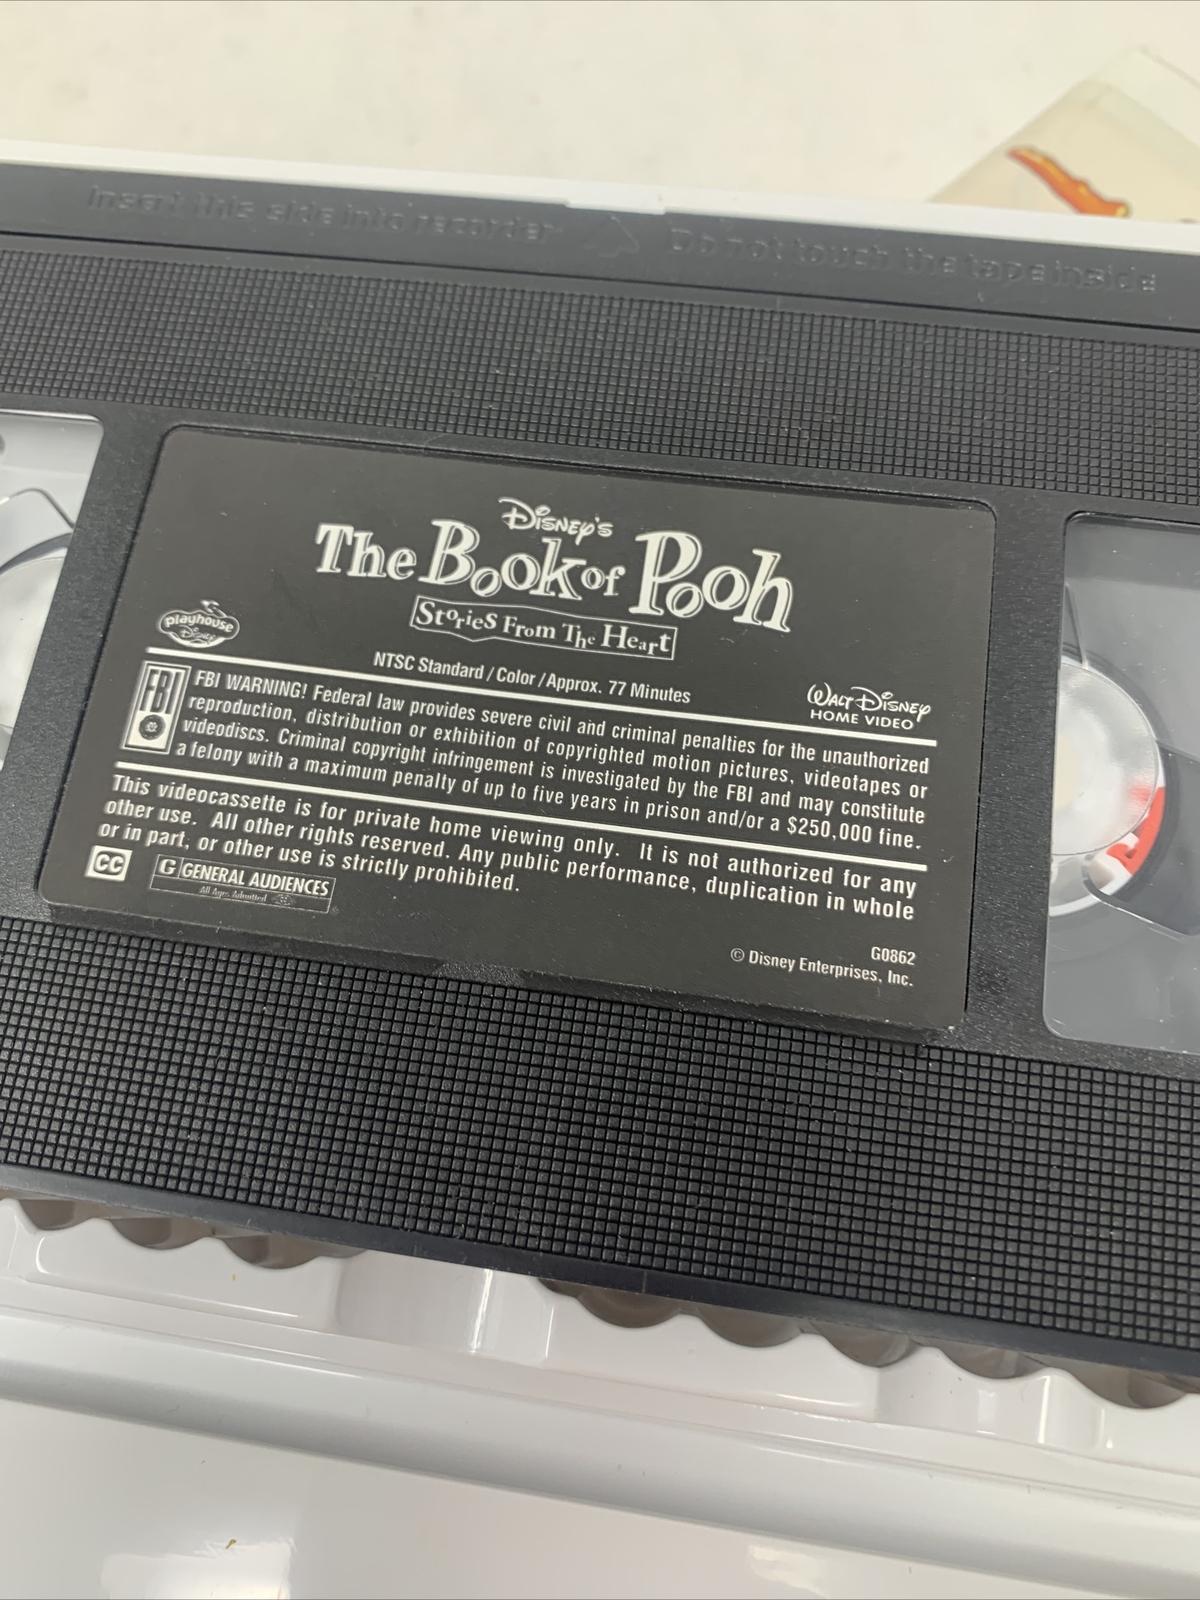 Insert this side into recorder Do not touch the tape inside
Disney's
The Book of Pooh
Stories From The Heart
Playhouse
Disney
NTSC Standard / Color / Approx. 77 Minutes
Walt Disney
HOME VIDEO
FBI
FBI WARNING! Federal law provides severe civil and criminal penalties for the unauthorized
reproduction, distribution or exhibition of copyrighted motion pictures, videotapes or
videodiscs. Criminal copyright infringement is investigated by the FBI and may constitute
a felony with a maximum penalty of up to five years in prison and/or a $250,000 fine.
This videocassette is for private home viewing only. It is not authorized for any
other use. All other rights reserved. Any public performance, duplication in whole
or in part, or other use is strictly prohibited.
CC
G GENERAL AUDIENCES
All Ages Admitted
G0862
© Disney Enterprises, Inc.